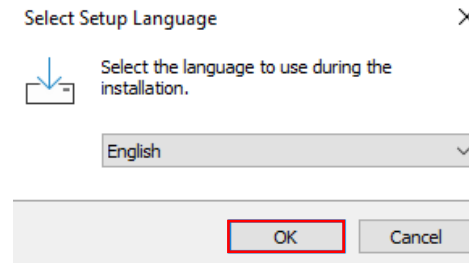 Select Setup Language
Select the language to use during the
installation.
English
OK
Cancel